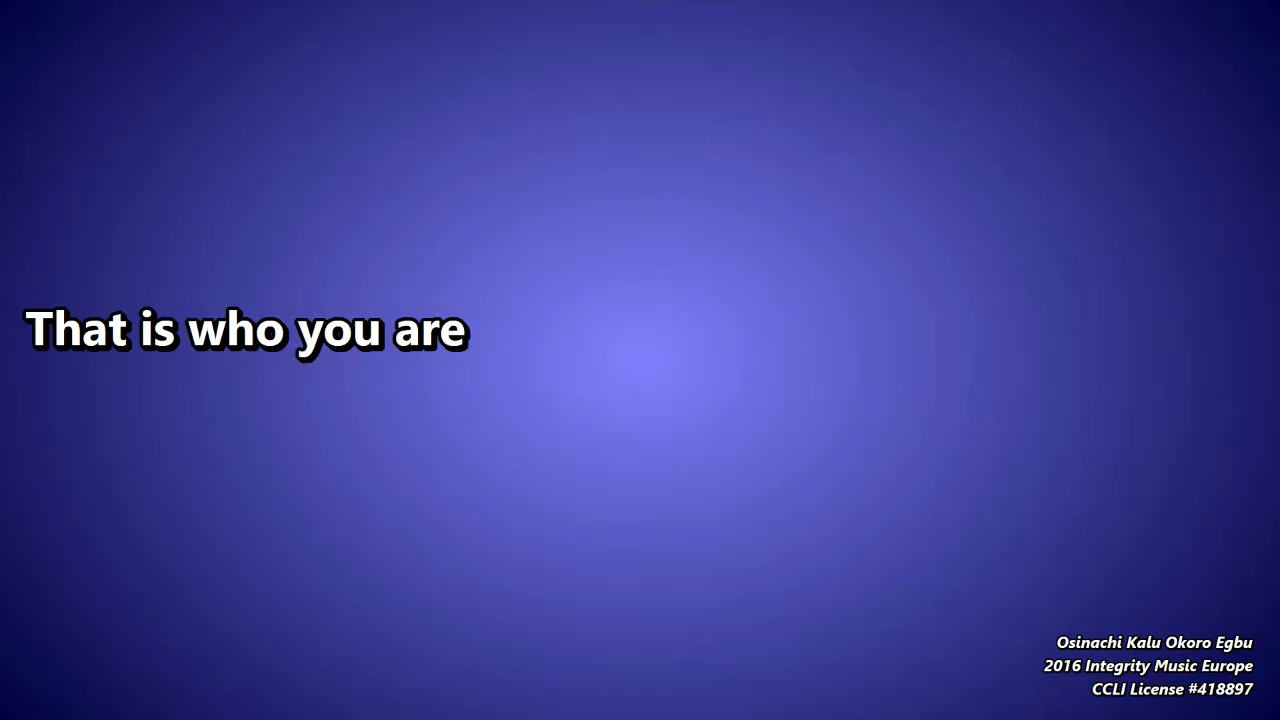 That is who you are
Osinachi Kalu Okoro Egbu
2016 Integrity Music Europe
CCLI License #418897